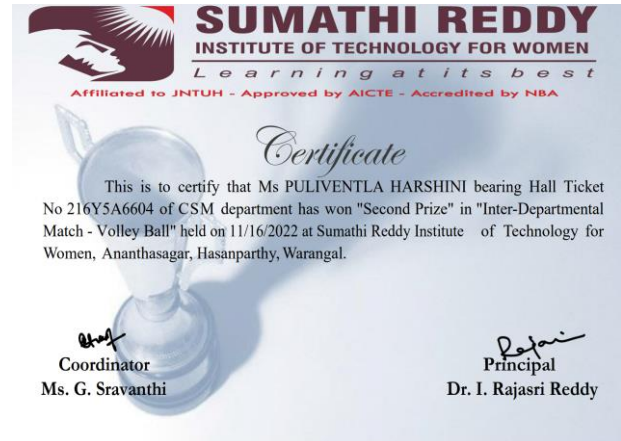 SUMATHI REDDY
INSTITUTE OF TECHNOLOGY FOR WOMEN
Learning at its best
Affiliated to JNTUH - Approved by AICTE - Accredited by NBA
Certificate
This is to certify that Ms PULIVENTLA HARSHINI bearing Hall Ticket
No 216Y5A6604 of CSM department has won "Second Prize" in "Inter-Departmental
Match - Volley Ball" held on 11/16/2022 at Sumathi Reddy Institute of Technology for
Women, Ananthasagar, Hasanparthy, Warangal.
Coordinator
Ms. G. Sravanthi
Rajasri
Principal
Dr. I. Rajasri Reddy